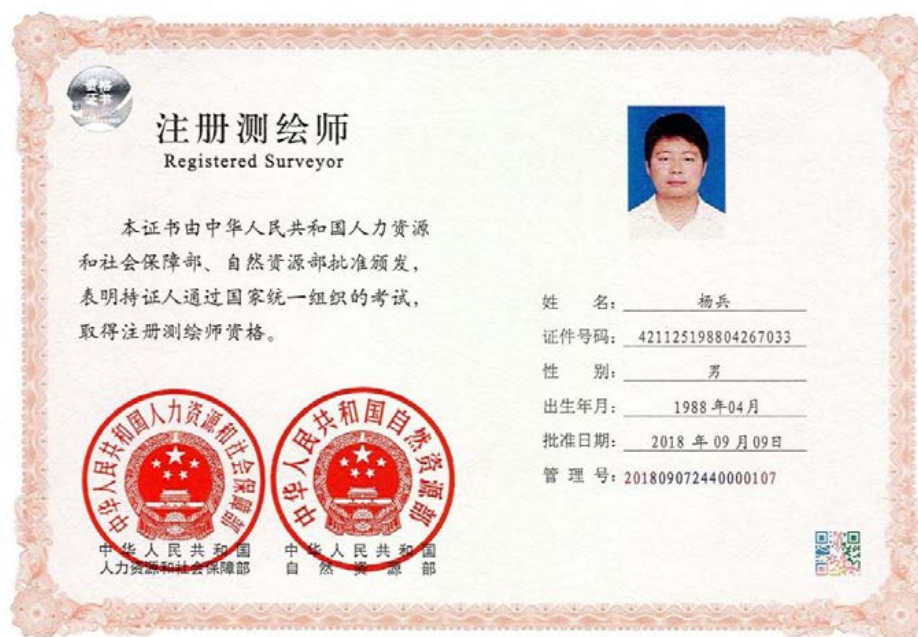 资格
证书
注册测绘师
Registered Surveyor
本证书由中华人民共和国人力资源
和社会保障部、自然资源部批准颁发，
表明持证人通过国家统一组织的考试，
取得注册测绘师资格。
中华人民共和国人力资源和社会保障部
中华人民共和国
人力资源和社会保障部
中华人民共和国自然资源部
中华人民共和国
自然资源部
姓 名：杨兵
证件号码：421125198804267033
性 别：男
出生年月：1988年04月
批准日期：2018年09月09日
管 理 号：201809072440000107